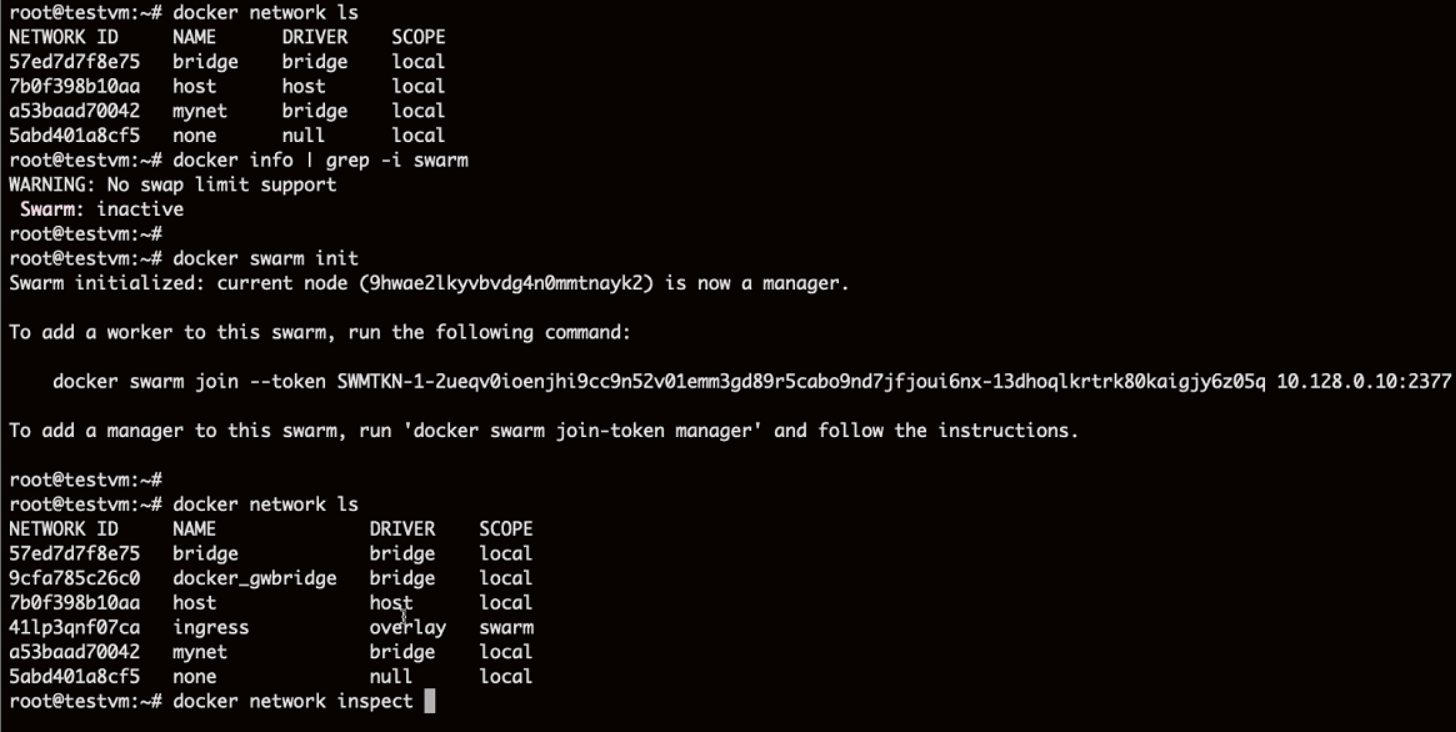 root@testvm:~# docker network ls
NETWORK ID     NAME      DRIVER    SCOPE
57ed7d7f8e75   bridge    bridge    local
7b0f398b10aa   host      host      local
a53baad70042   mynet     bridge    local
5abd401a8cf5   none      null      local
root@testvm:~# docker info | grep -i swarm
WARNING: No swap limit support
 Swarm: inactive
root@testvm:~#
root@testvm:~# docker swarm init
Swarm initialized: current node (9hwae2lkyvbvdg4n0mmtnayk2) is now a manager.
To add a worker to this swarm, run the following command:
    docker swarm join --token SWMTKN-1-2ueqv0ioenjhi9cc9n52v01emm3gd89r5cabo9nd7jfjoui6nx-13dhoqlkrtrk80kaigjy6z05q 10.128.0.10:2377
To add a manager to this swarm, run 'docker swarm join-token manager' and follow the instructions.
root@testvm:~#
root@testvm:~# docker network ls
NETWORK ID     NAME              DRIVER    SCOPE
57ed7d7f8e75   bridge            bridge    local
9cfa785c26c0   docker_gwbridge   bridge    local
7b0f398b10aa   host              host      local
41lp3qnf07ca   ingress           overlay   swarm
a53baad70042   mynet             bridge    local
5abd401a8cf5   none              null      local
root@testvm:~# docker network inspect